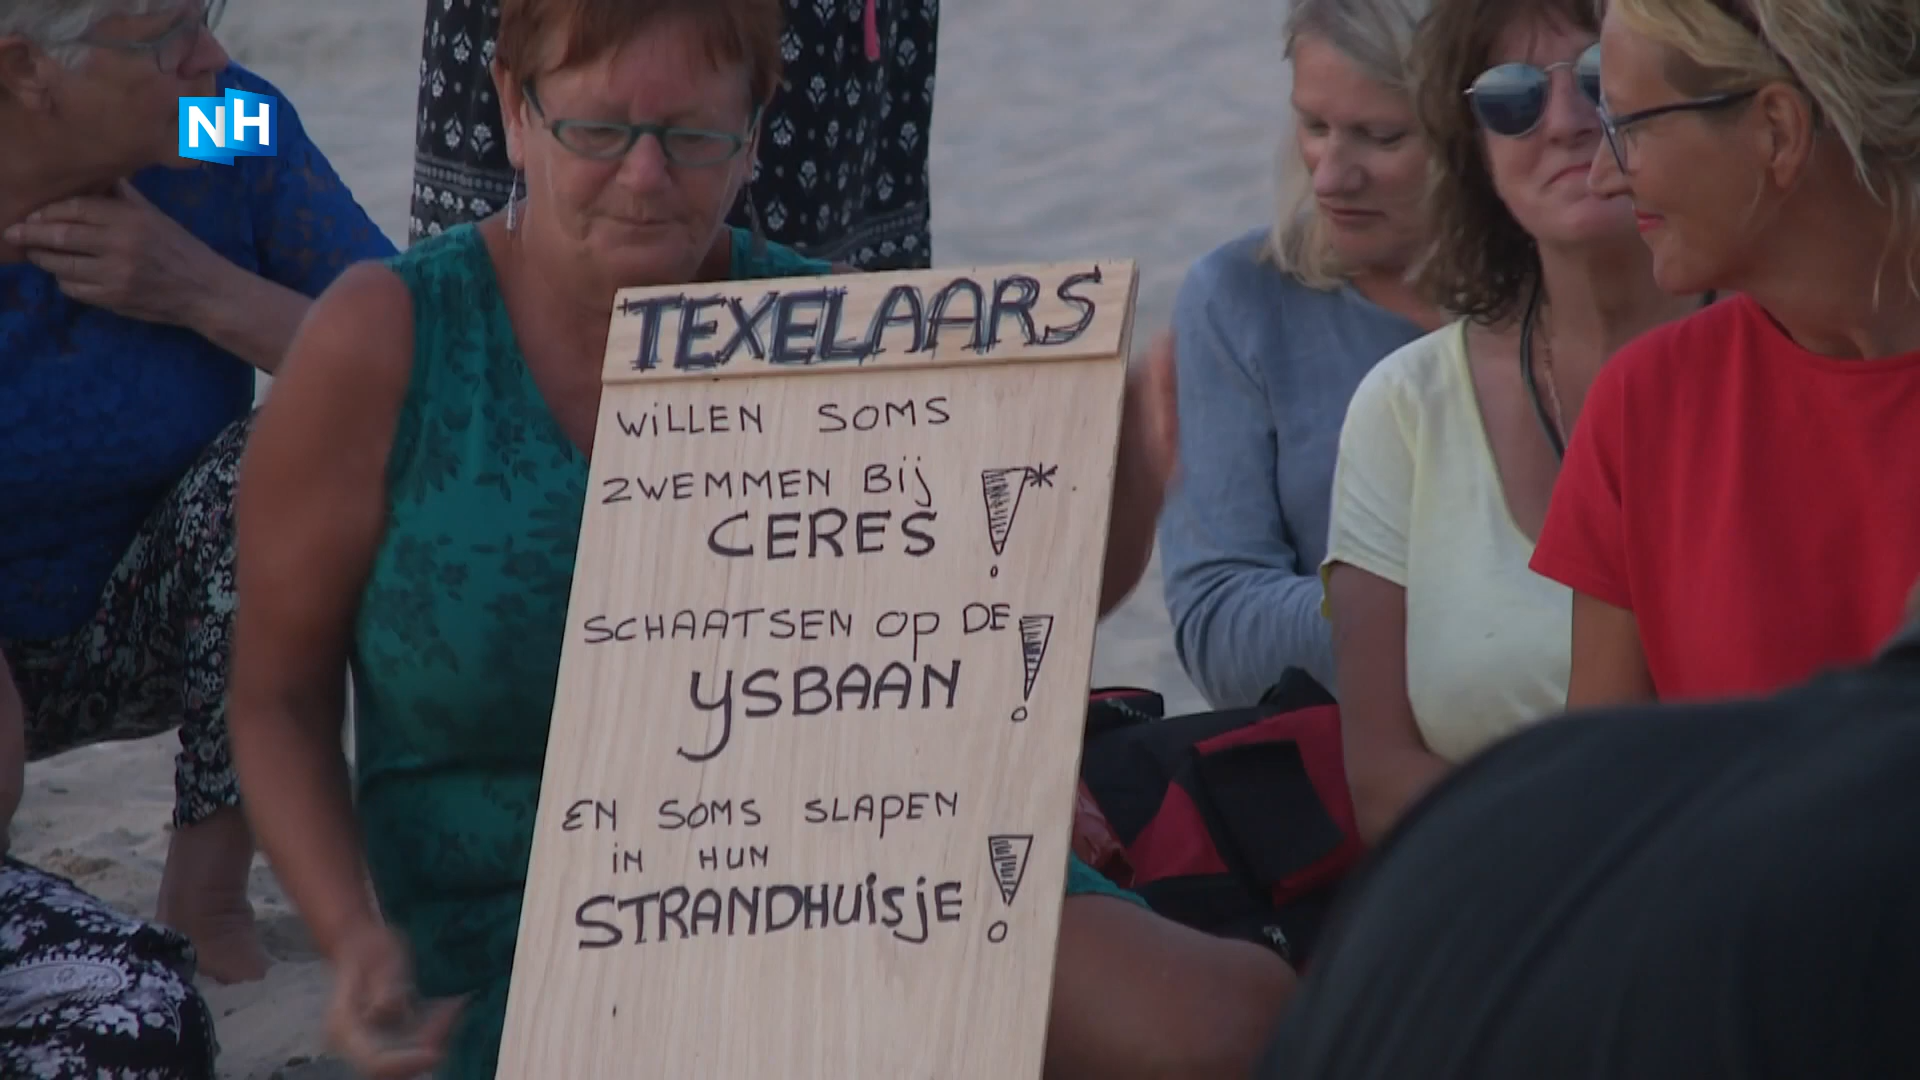 NH
TEXELAARS
WiLLEN SOMS
ZWEMMEN Bij
CERES !*
SCHAATSEN Op DE
YSBAAN !
EN SOMS SLApEN
iN HUN
STRANDHUiSjE !